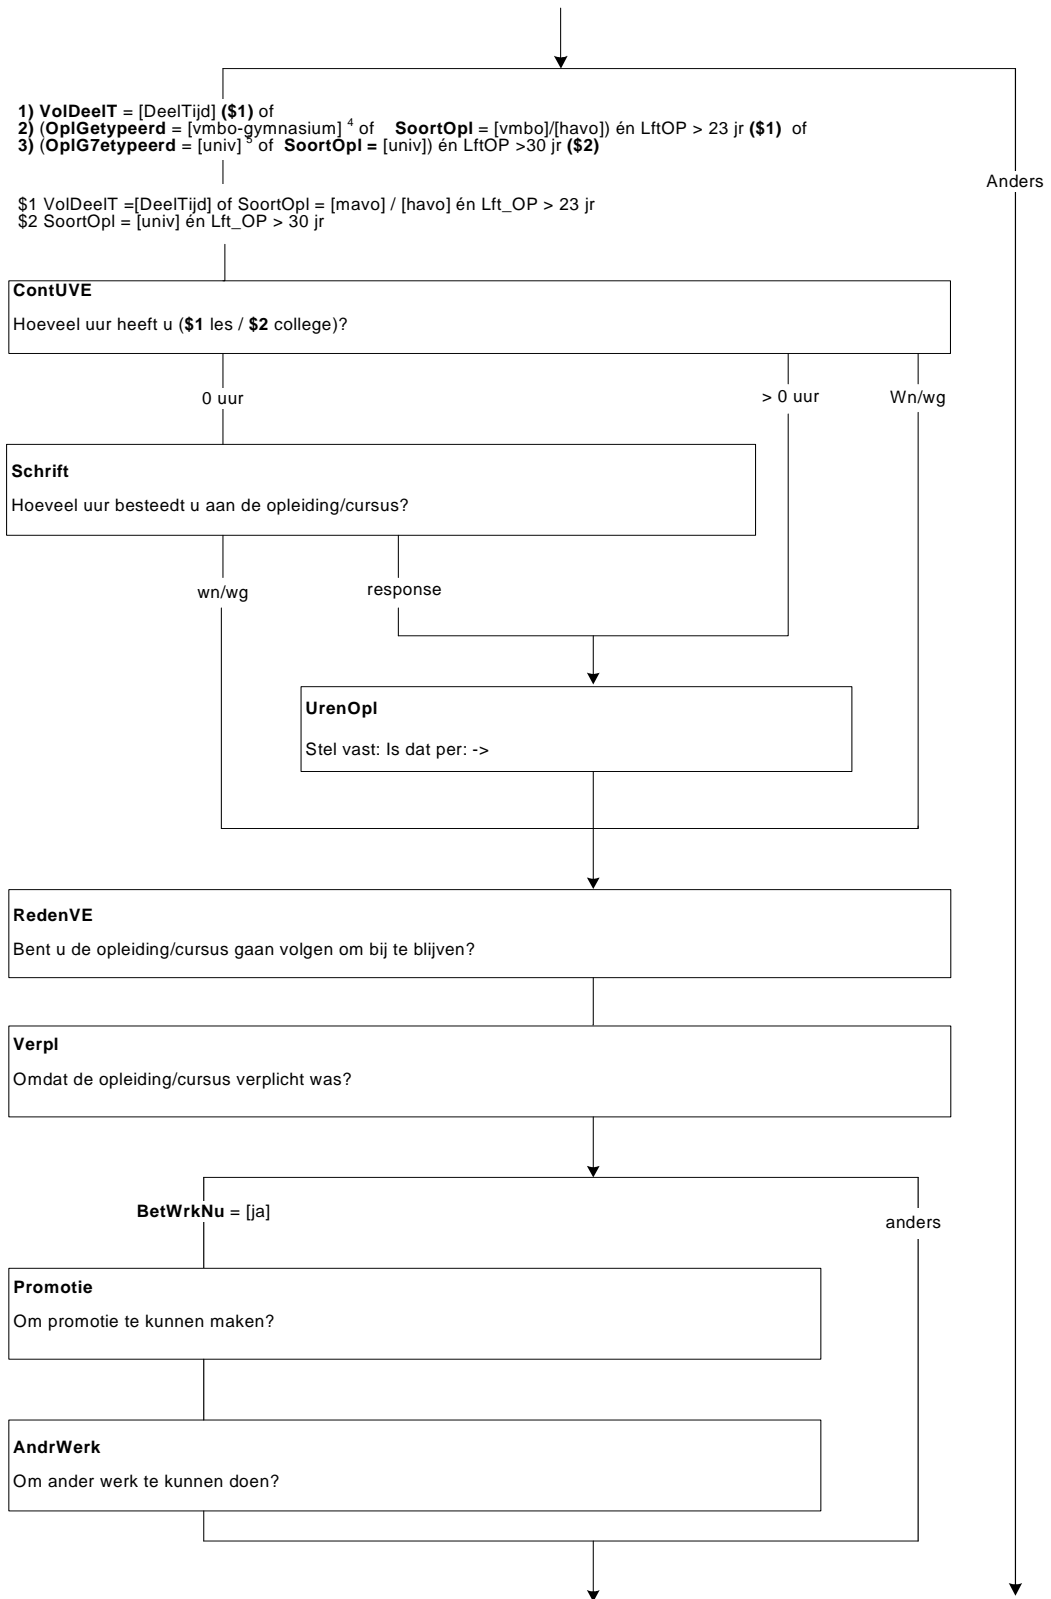 1) VolDeelT = [DeelTijd] ($1) of
2) (OplGetypeerd = [vmbo-gymnasium] 4 of SoortOpl = [vmbo]/[havo]) én LftOP > 23 jr ($1) of
3) (OplG7etypeerd = [univ] 5 of SoortOpl = [univ]) én LftOP >30 jr ($2)
Anders
$1 VolDeelT =[DeelTijd] of SoortOpl = [mavo] / [havo] én Lft_OP > 23 jr
$2 SoortOpl = [univ] én Lft_OP > 30 jr
ContUVE
Hoeveel uur heeft u ($1 les / $2 college)?
0 uur
> 0 uur
Wn/wg
Schrift
Hoeveel uur besteedt u aan de opleiding/cursus?
wn/wg
response
UrenOpl
Stel vast: Is dat per: ->
RedenVE
Bent u de opleiding/cursus gaan volgen om bij te blijven?
Verpl
Omdat de opleiding/cursus verplicht was?
BetWrkNu = [ja]
anders
Promotie
Om promotie te kunnen maken?
AndrWerk
Om ander werk te kunnen doen?